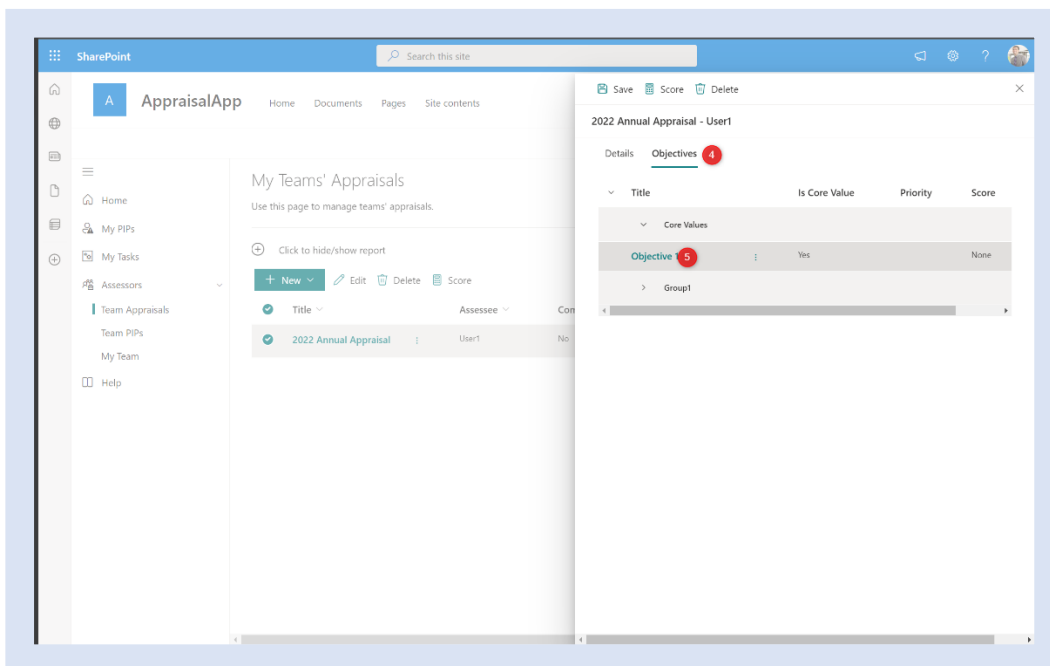 SharePoint
Search this site
?
A
AppraisalApp
Home Documents Pages Site contents
Home
My PIPs
My Tasks
Assessors
Team Appraisals
Team PIPs
My Team
Help
My Teams' Appraisals
Use this page to manage teams' appraisals.
Click to hide/show report
New Edit Delete Score
Title Assessee Com
2022 Annual Appraisal User1 No
Save Score Delete
2022 Annual Appraisal - User1
Details Objectives 4
Title Is Core Value Priority Score
Core Values
Objective 5 Yes None
Group1